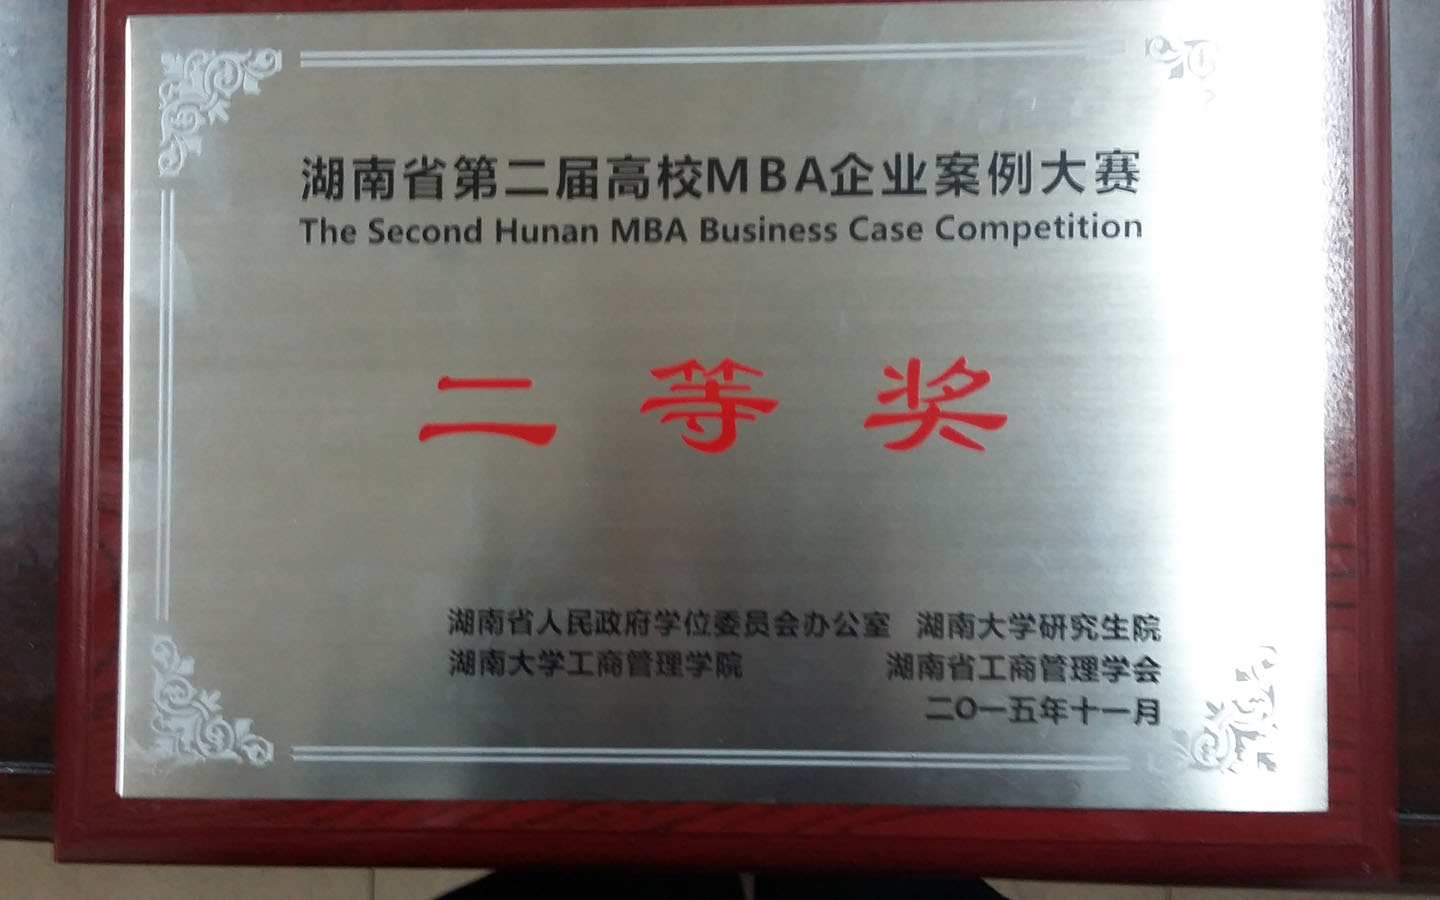 湖南省第二届高校MBA企业案例大赛
The Second Hunan MBA Business Case Competition
二等奖
湖南省人民政府学位委员会办公室 湖南大学研究生院
湖南大学工商管理学院 湖南省工商管理学会
二O一五年十一月